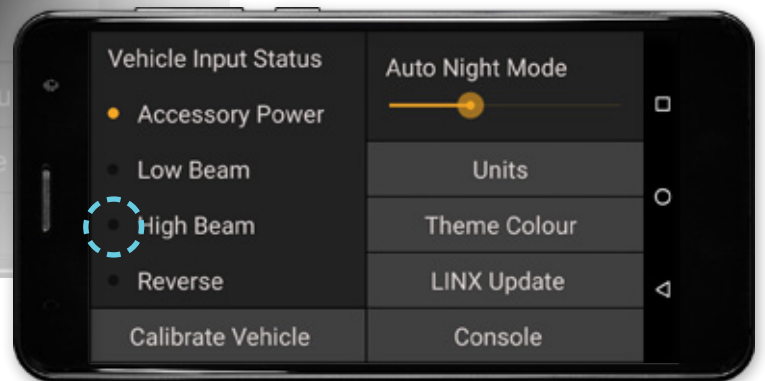 Vehicle Input Status
Accessory Power
Low Beam
High Beam
Reverse
Calibrate Vehicle
Auto Night Mode
Units
Theme Colour
LINX Update
Console